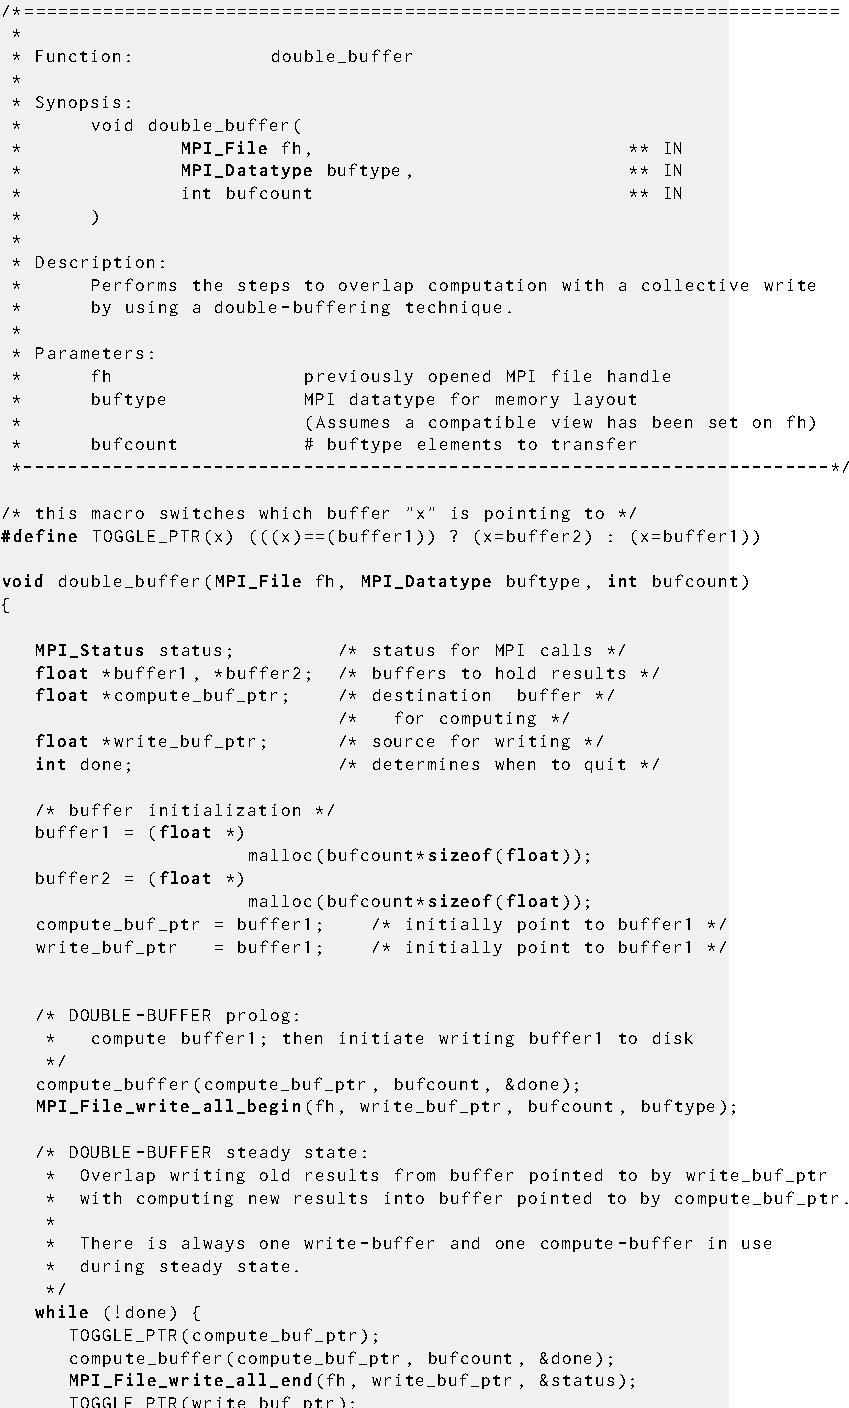 /*=========================================================================
 *
 * Function:            double_buffer
 *
 * Synopsis:
 *      void double_buffer(
 *              MPI_File fh,                            ** IN
 *              MPI_Datatype buftype,                   ** IN
 *              int bufcount                            ** IN
 *      )
 *
 * Description:
 *      Performs the steps to overlap computation with a collective write
 *      by using a double-buffering technique.
 *
 * Parameters:
 *      fh                 previously opened MPI file handle
 *      buftype            MPI datatype for memory layout
 *                         (Assumes a compatible view has been set on fh)
 *      bufcount           # buftype elements to transfer
 *------------------------------------------------------------------------*/

/* this macro switches which buffer "x" is pointing to */
#define TOGGLE_PTR(x) (((x)==(buffer1)) ? (x=buffer2) : (x=buffer1))

void double_buffer(MPI_File fh, MPI_Datatype buftype, int bufcount)
{

   MPI_Status status;         /* status for MPI calls */
   float *buffer1, *buffer2;  /* buffers to hold results */
   float *compute_buf_ptr;    /* destination  buffer */
                              /*   for computing */
   float *write_buf_ptr;      /* source for writing */
   int done;                  /* determines when to quit */

   /* buffer initialization */
   buffer1 = (float *)
                      malloc(bufcount*sizeof(float));
   buffer2 = (float *)
                      malloc(bufcount*sizeof(float));
   compute_buf_ptr = buffer1;    /* initially point to buffer1 */
   write_buf_ptr   = buffer1;    /* initially point to buffer1 */


   /* DOUBLE-BUFFER prolog:
    *   compute buffer1; then initiate writing buffer1 to disk
    */
   compute_buffer(compute_buf_ptr, bufcount, &done);
   MPI_File_write_all_begin(fh, write_buf_ptr, bufcount, buftype);

   /* DOUBLE-BUFFER steady state:
    *  Overlap writing old results from buffer pointed to by write_buf_ptr
    *  with computing new results into buffer pointed to by compute_buf_ptr.
    *
    *  There is always one write-buffer and one compute-buffer in use
    *  during steady state.
    */
   while (!done) {
      TOGGLE_PTR(compute_buf_ptr);
      compute_buffer(compute_buf_ptr, bufcount, &done);
      MPI_File_write_all_end(fh, write_buf_ptr, &status);
      TOGGLE_PTR(write_buf_ptr);